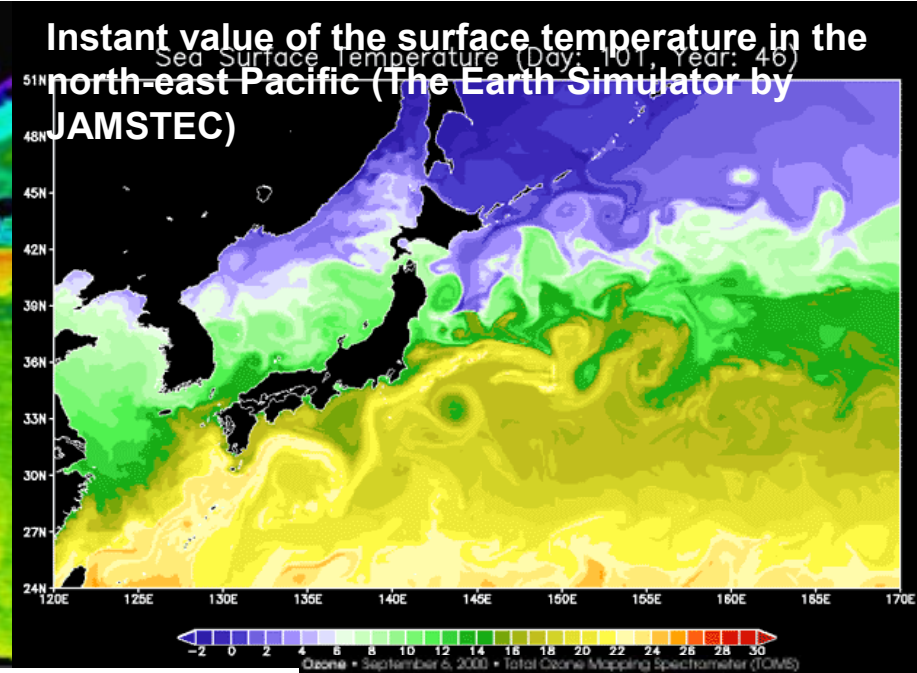 Instant value of the surface temperature in the
Sea Surface Temperature (Day: 101, Year: 46)
north-east Pacific (The Earth Simulator by
JAMSTEC)
51N
48N
45N
42N
39N
36N
33N
30N
27N
24N
120E 125E 130E 135E 140E 145E 150E 155E 160E 165E 170E
−2 0 2 4 6 8 10 12 14 16 18 20 22 24 26 28 30
Ozone • September 6, 2000 • Total Ozone Mapping Spectrometer (TOMS)